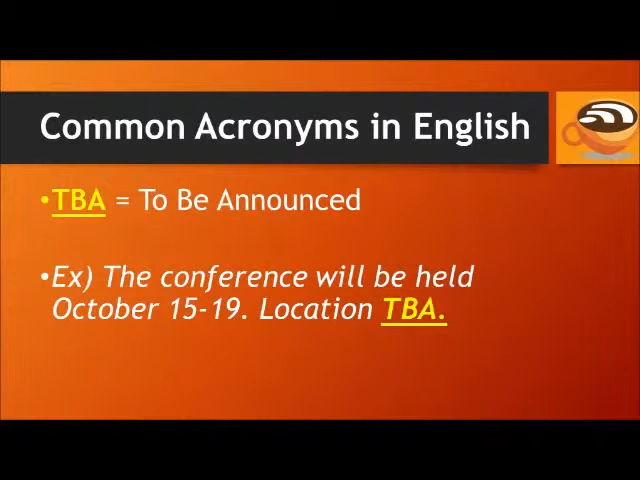 Common Acronyms in English
•TBA = To Be Announced
•Ex) The conference will be held
October 15-19. Location TBA.